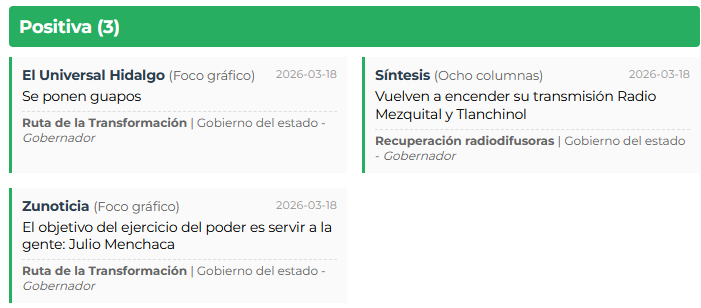 Positiva (3)
El Universal Hidalgo (Foco gráfico) 2026-03-18
Se ponen guapos
Ruta de la Transformación | Gobierno del estado -
Gobernador
Síntesis (Ocho columnas) 2026-03-18
Vuelven a encender su transmisión Radio
Mezquital y Tlanchinol
Recuperación radiodifusoras | Gobierno del estado
- Gobernador
Zunoticia (Foco gráfico) 2026-03-18
El objetivo del ejercicio del poder es servir a la
gente: Julio Menchaca
Ruta de la Transformación | Gobierno del estado -
Gobernador